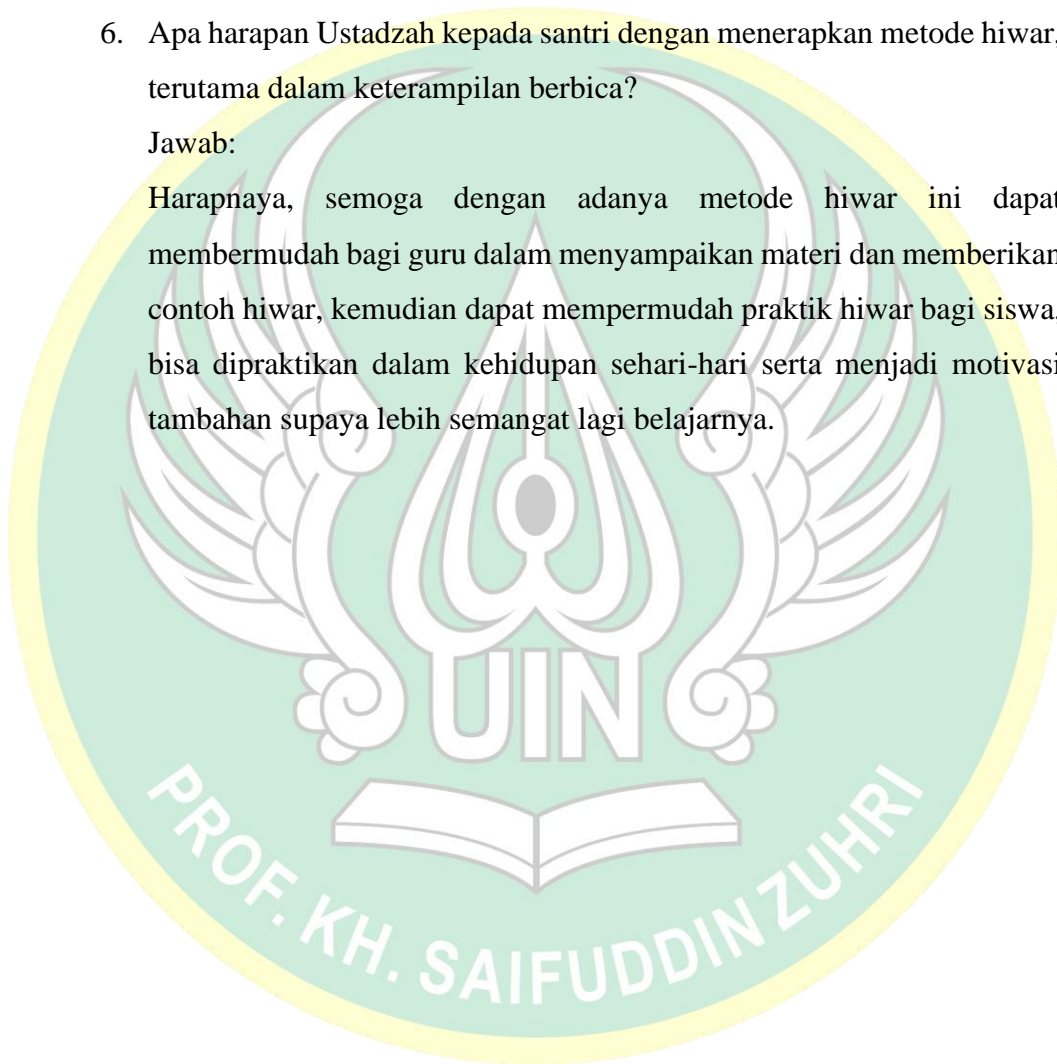 6. Apa harapan Ustadzah kepada santri dengan menerapkan metode hiwar,
terutama dalam keterampilan berbica?
Jawab:
Harapnaya, semoga dengan adanya metode hiwar ini dapat
membermudah bagi guru dalam menyampaikan materi dan memberikan
contoh hiwar, kemudian dapat mempermudah praktik hiwar bagi siswa,
bisa dipraktikan dalam kehidupan sehari-hari serta menjadi motivasi
tambahan supaya lebih semangat lagi belajarnya.
UIN
PROF. KH. SAIFUDDIN ZUHRI